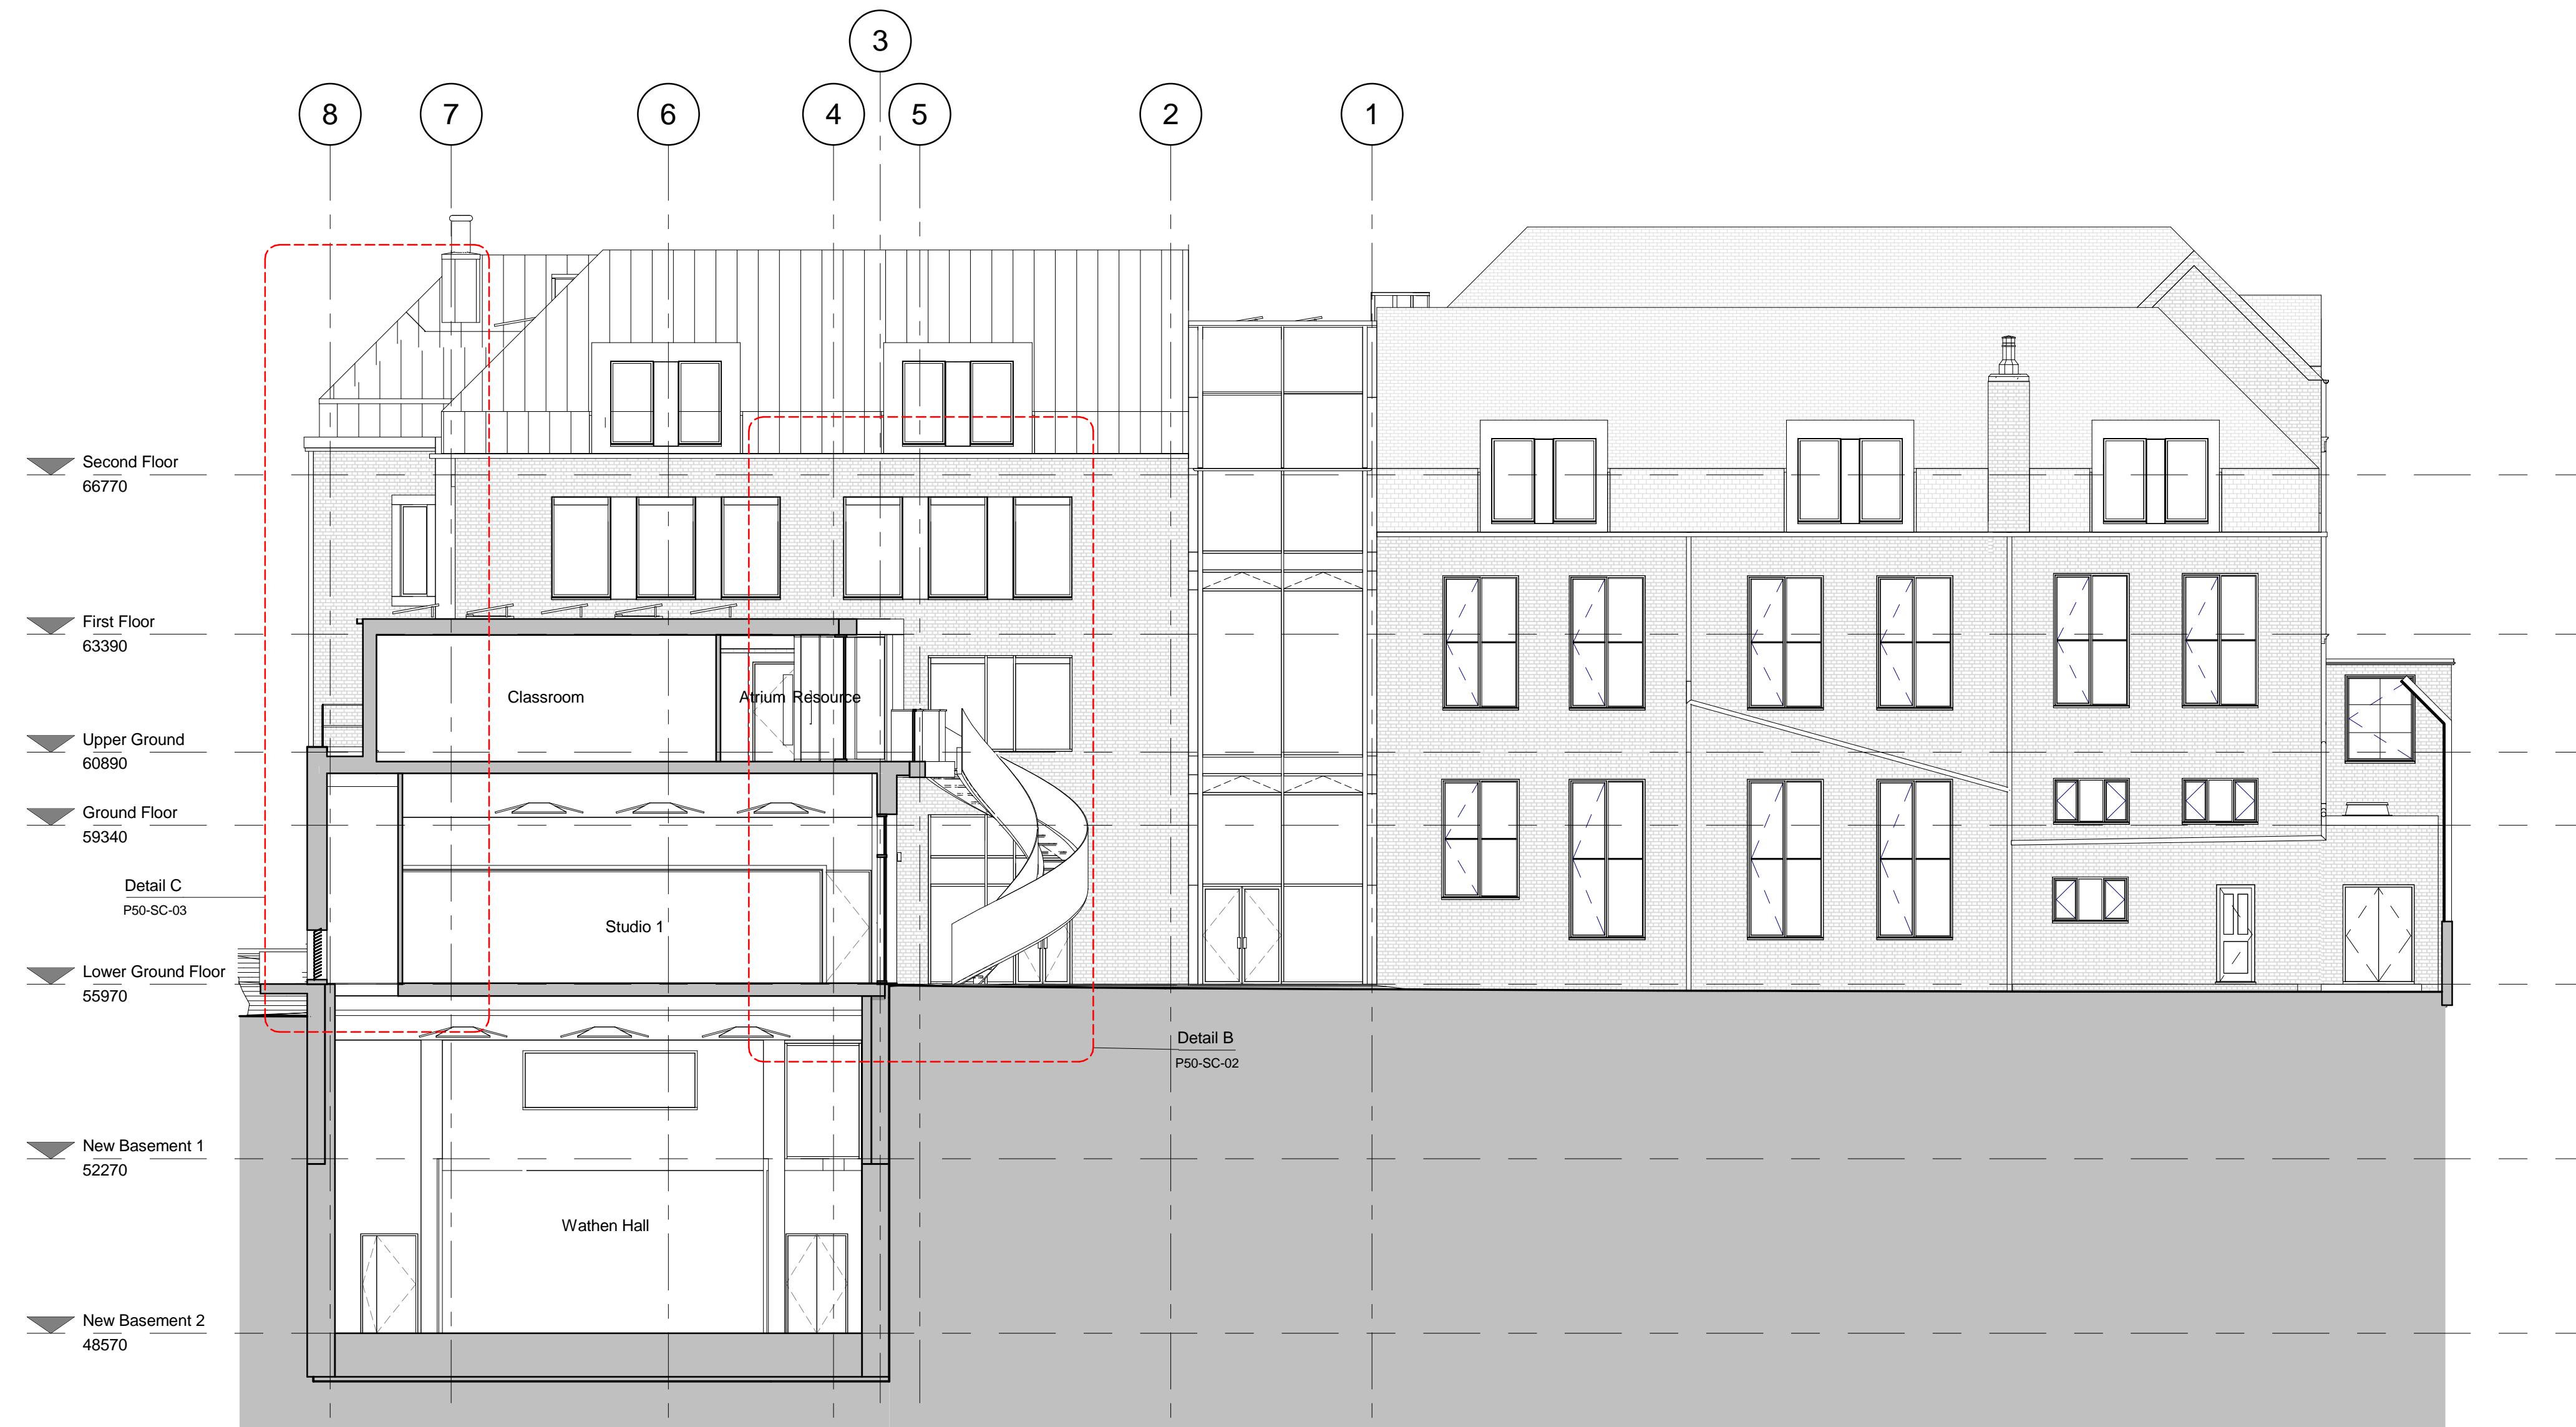 3
8
7
6
4
5
2
1
Second Floor
66770
First Floor
63390
Classroom
Atrium Resource
Upper Ground
60890
Ground Floor
59340
Detail C
P50-SC-03
Studio 1
Lower Ground Floor
55970
Detail B
P50-SC-02
New Basement 1
52270
Wathen Hall
New Basement 2
48570